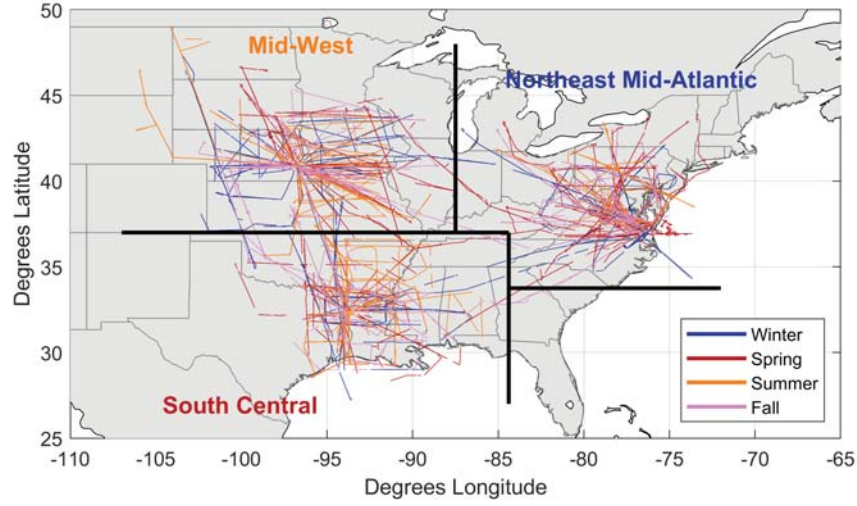 50
45
40
35
30
25
Degrees Latitude
Mid-West
Northeast Mid-Atlantic
South Central
Winter
Spring
Summer
Fall
-110 -105 -100 -95 -90 -85 -80 -75 -70 -65
Degrees Longitude